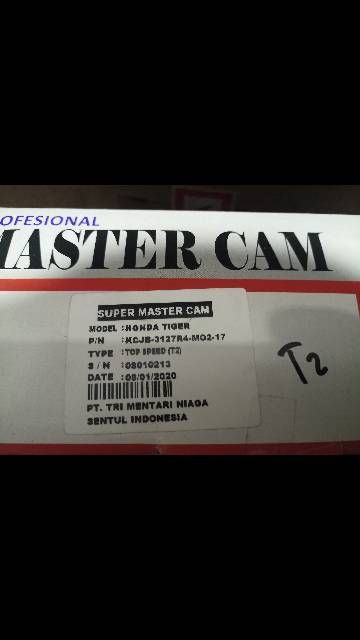 OFESIONAL
MASTER CAM
SUPER MASTER CAM
MODEL : HONDA TIGER
P/N : KCJB-3127R4-MO2-17
TYPE : TOP SPEED (T2)
S / N : 08010213
DATE : 08/01/2020
PT. TRI MENTARI NIAGA
SENTUL INDONESIA
T2